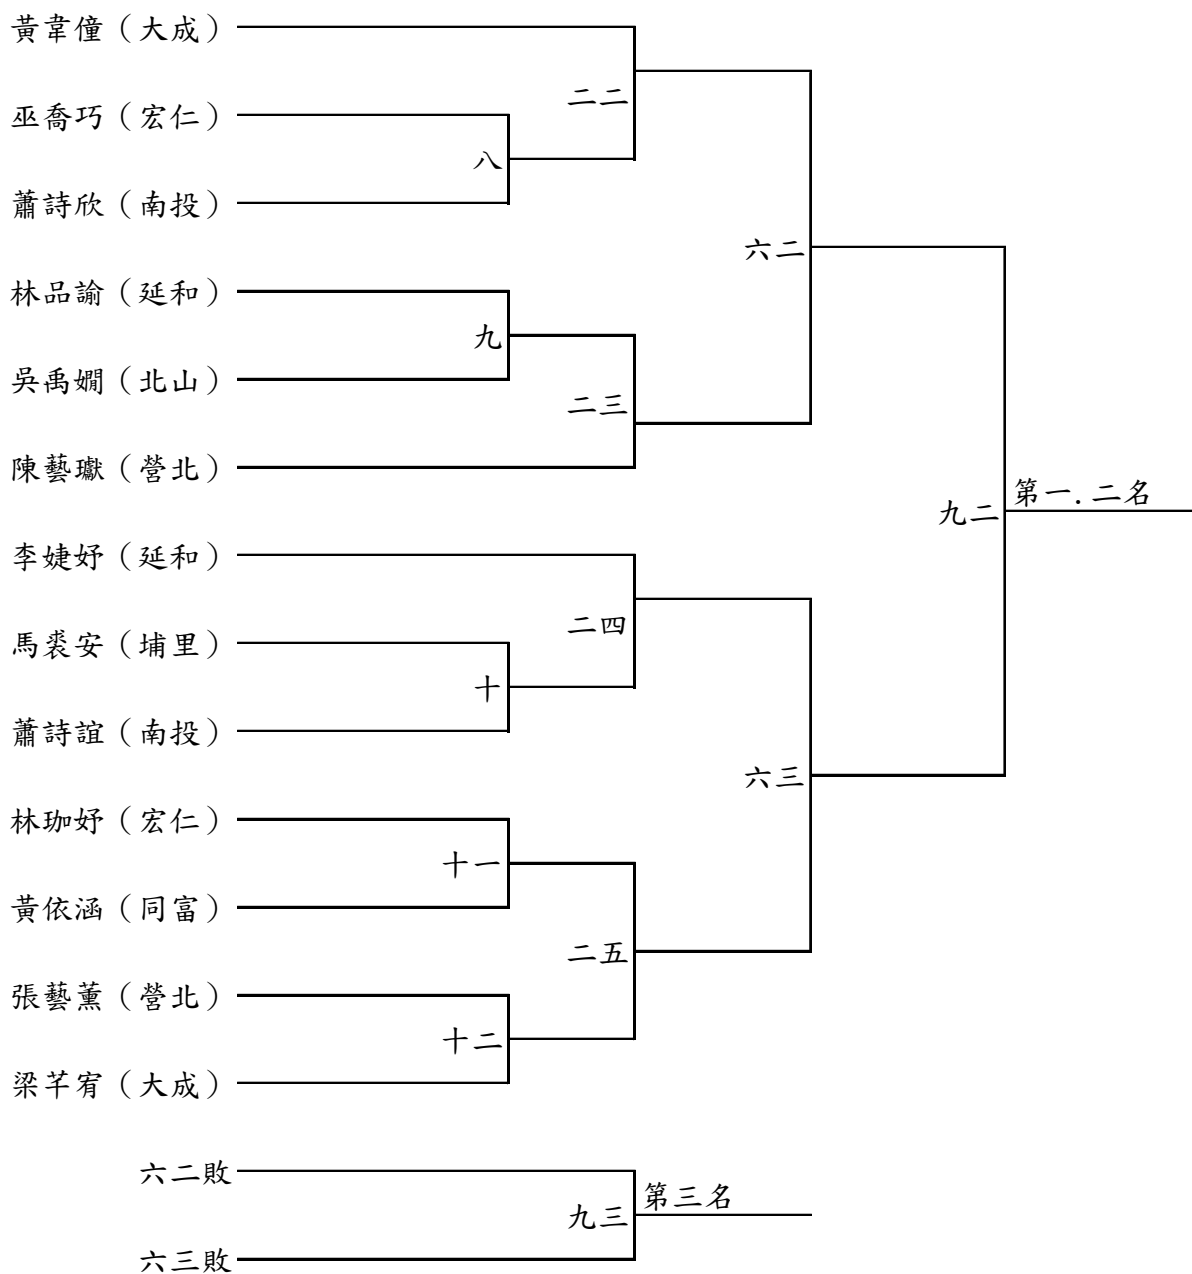 黃韋僮（大成）
二二
巫喬巧（宏仁）
八
蕭詩欣（南投）
六二
林品諭（延和）
九
吳禹嫺（北山）
二三
陳藝瓛（營北）
第一.二名
九二
李婕妤（延和）
二四
馬裘安（埔里）
十
蕭詩誼（南投）
六三
林珈妤（宏仁）
十一
黃依涵（同富）
二五
張藝薰（營北）
十二
梁芊宥（大成）
六二敗
第三名
九三
六三敗